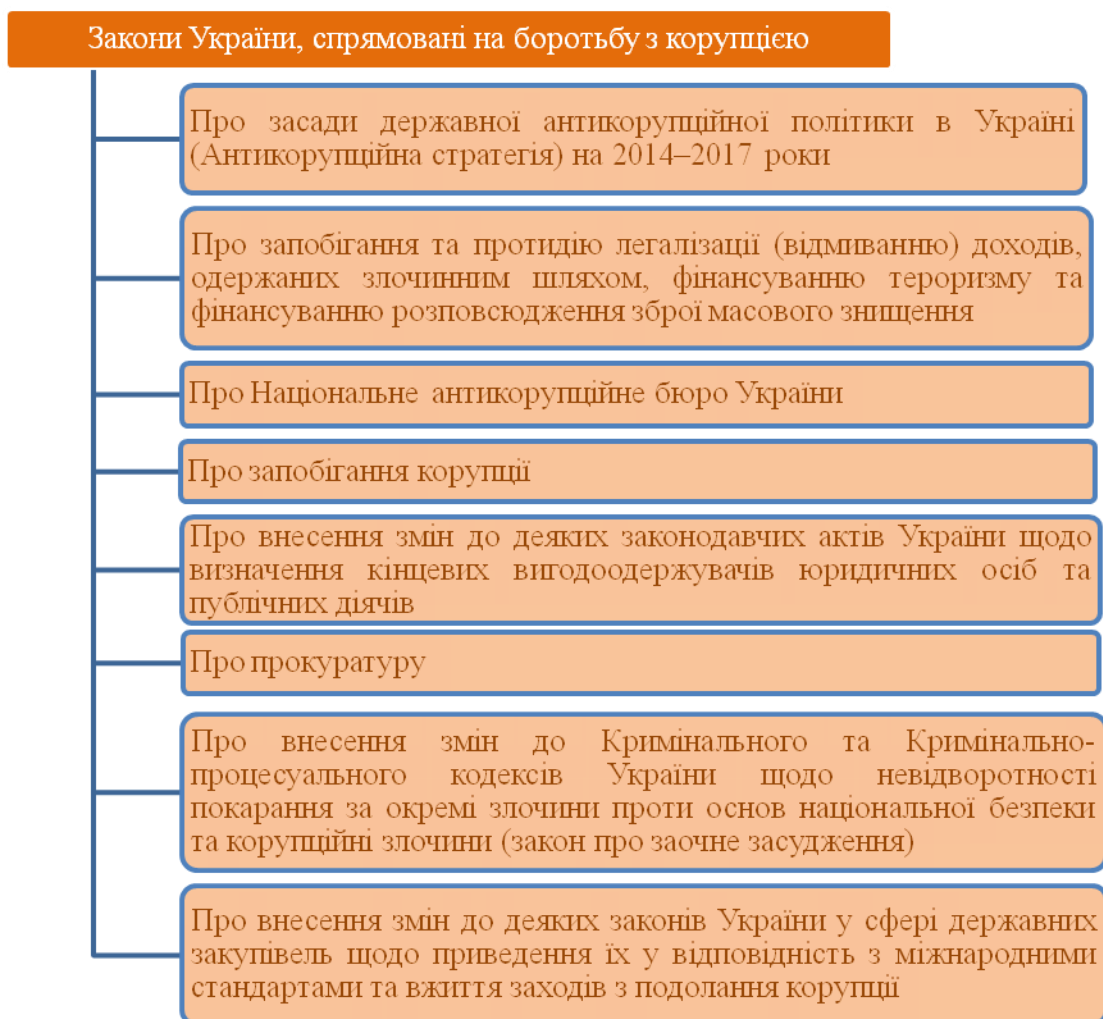 Закони України, спрямовані на боротьбу з корупцією
Про засади державної антикорупційної політики в Україні
(Антикорупційна стратегія) на 2014–2017 роки
Про запобігання та протидію легалізації (відмиванню) доходів,
одержаних злочинним шляхом, фінансуванню тероризму та
фінансуванню розповсюдження зброї масового знищення
Про Національне антикорупційне бюро України
Про запобігання корупції
Про внесення змін до деяких законодавчих актів України щодо
визначення кінцевих вигодоодержувачів юридичних осіб та
публічних діячів
Про прокуратуру
Про внесення змін до Кримінального та Кримінально-
процесуального кодексів України щодо невідворотності
покарання за окремі злочини проти основ національної безпеки
та корупційні злочини (закон про заочне засудження)
Про внесення змін до деяких законів України у сфері державних
закупівель щодо приведення їх у відповідність з міжнародними
стандартами та вжиття заходів з подолання корупції